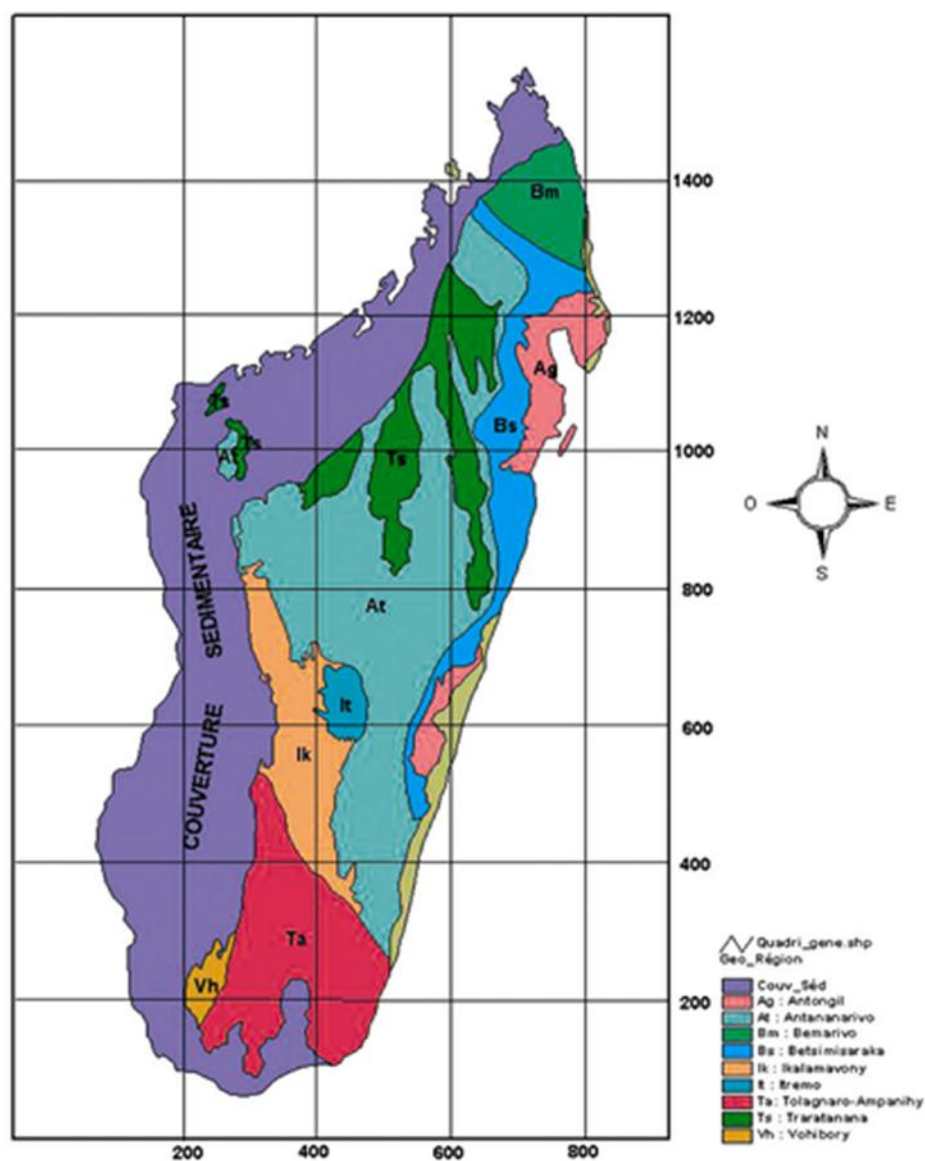 1400
Bm
1200
Ag
Ts
Ts
At
Ts
Bs
1000
N
O
E
S
COUVERTURE SEDIMENTAIRE
At
800
It
Ik
600
400
Ta
Vh
200
200
400
600
800
Quadri_gene.shp
Geo_Région
Couv_Séd
Ag : Antongil
At : Antananarivo
Bm : Bemarivo
Bs : Betsimisaraka
Ik : Ikalamavony
It : Itremo
Ta: Tolagnaro-Ampanihy
Ts : Traratanana
Vh : Vohibory